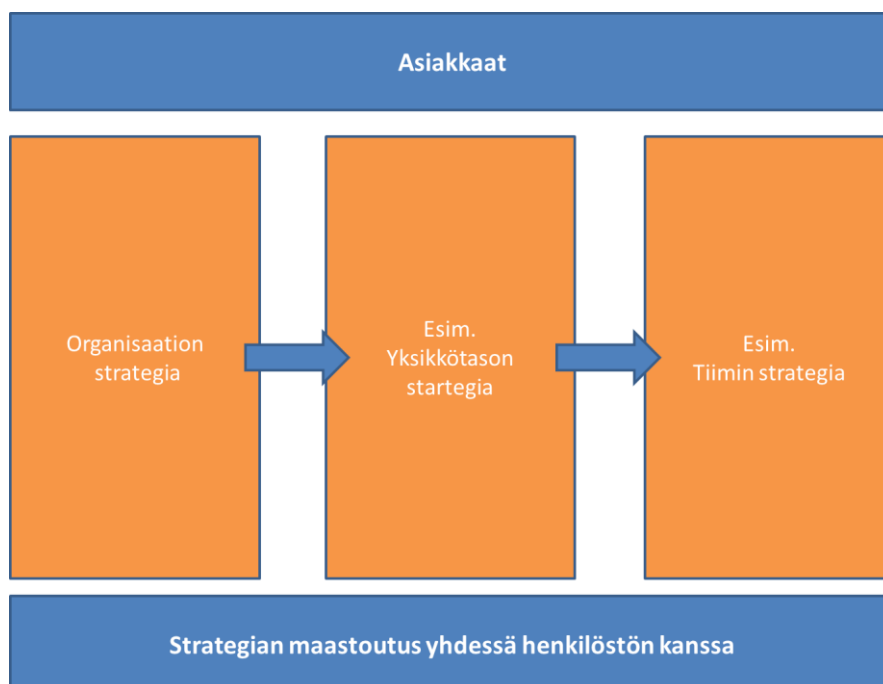 Asiakkaat
Organisaation
strategia
Esim.
Yksikkötason
startegia
Esim.
Tiimin strategia
Strategian maastoutus yhdessä henkilöstön kanssa